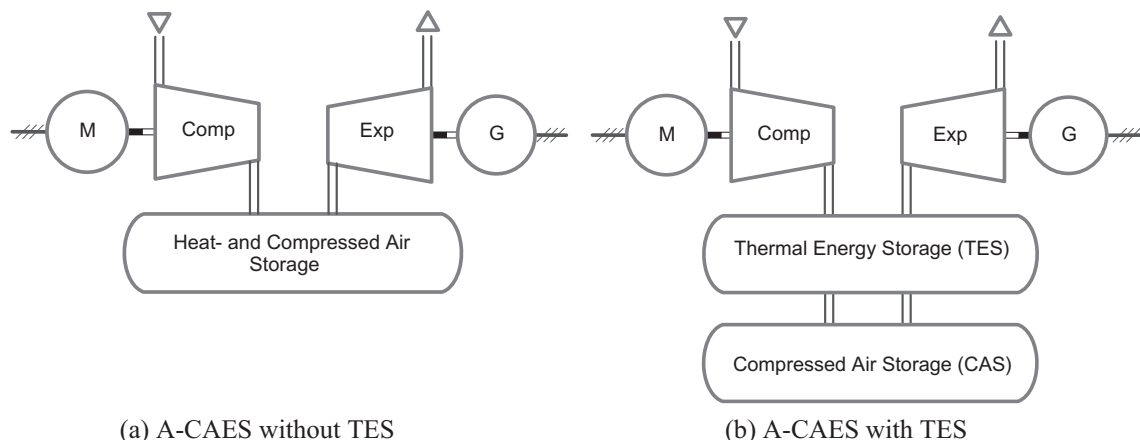 M
Comp
Exp
G
Heat- and Compressed Air
Storage
(a) A-CAES without TES
M
Comp
Exp
G
Thermal Energy Storage (TES)
Compressed Air Storage (CAS)
(b) A-CAES with TES